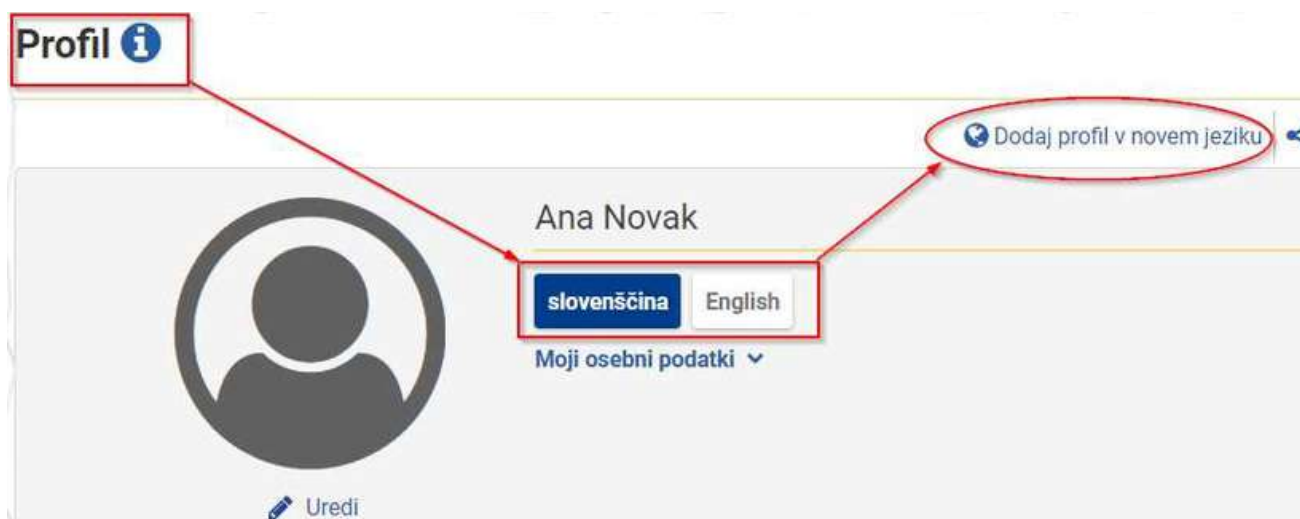 Profil
Dodaj profil v novem jeziku
Ana Novak
slovenščina English
Moji osebni podatki
Uredi